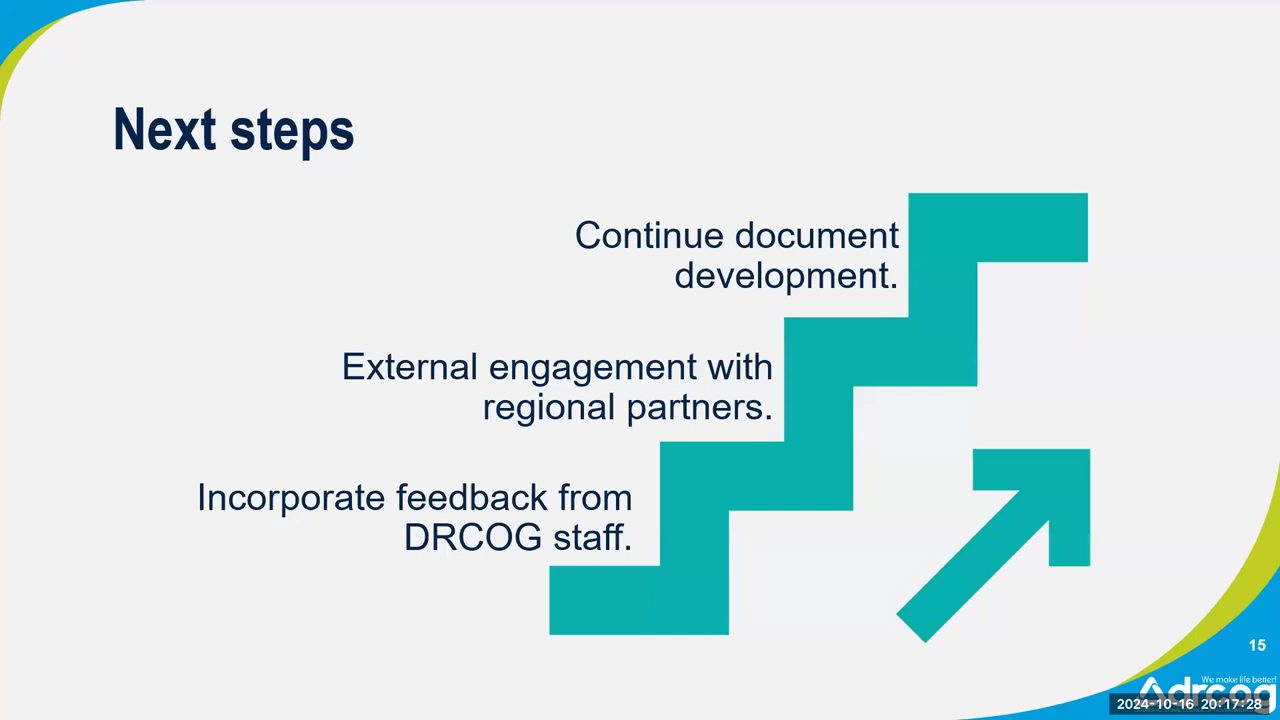 Next steps
Continue document
development.
External engagement with
regional partners.
Incorporate feedback from
DRCOG staff.
15
We make life better!
drcog
2024-10-16 20:17:28